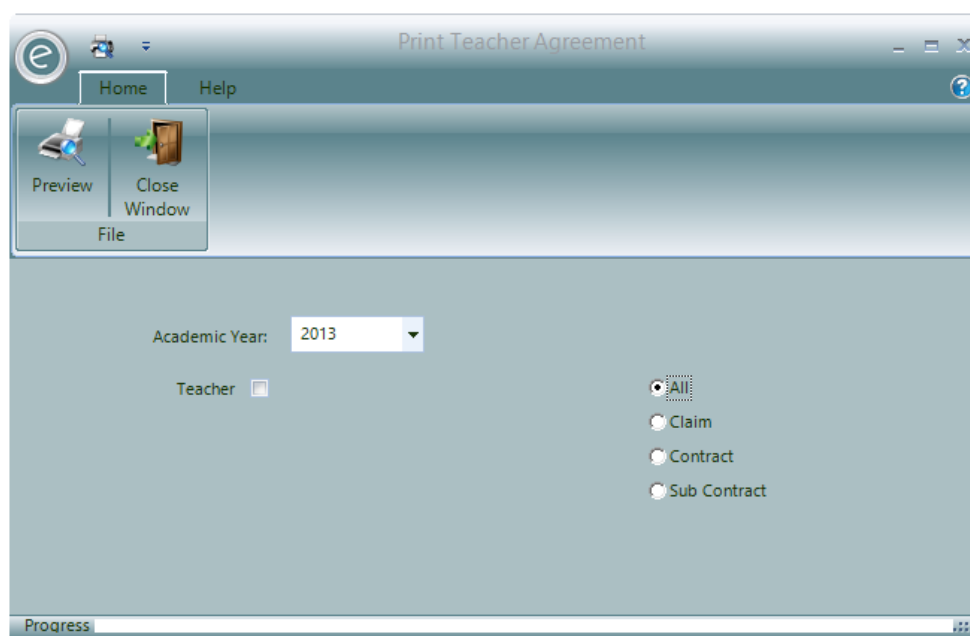 e
Print Teacher Agreement
Home Help
Preview
Close
Window
File
Academic Year: 2013
Teacher
All
Claim
Contract
Sub Contract
Progress